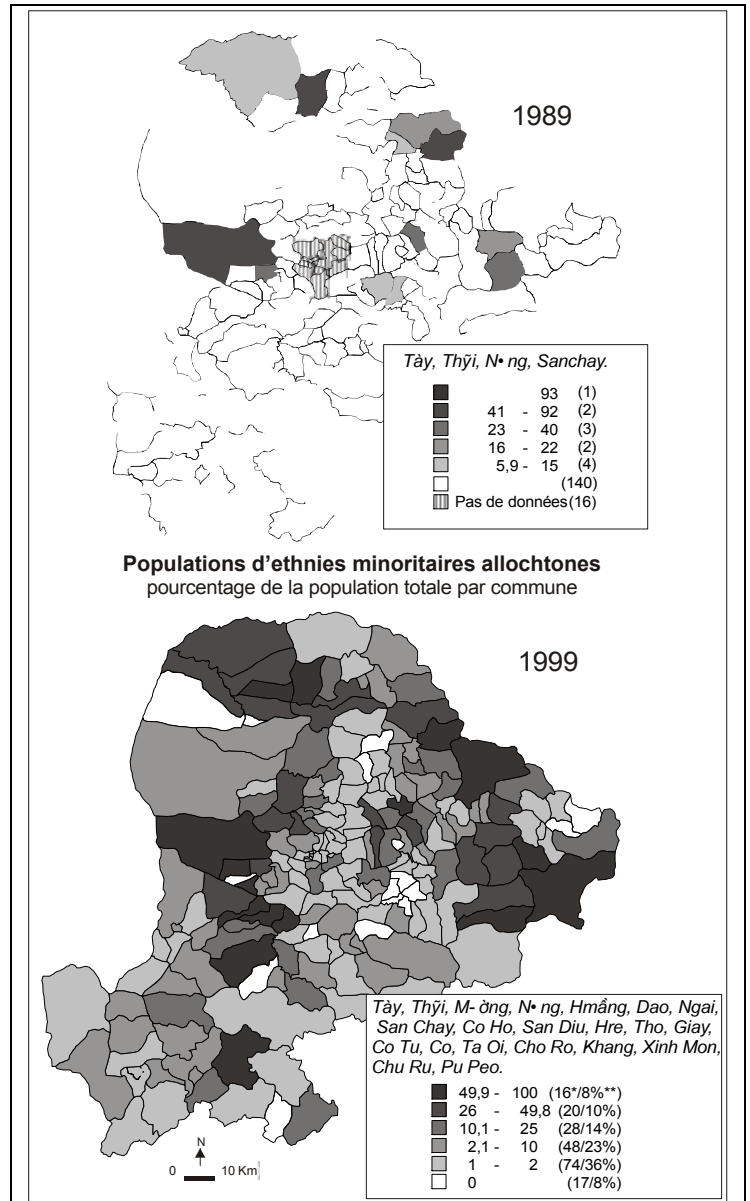 1989
Tày, Thÿi, N• ng, Sanchay.
93 (1)
41 - 92 (2)
23 - 40 (3)
16 - 22 (2)
5,9 - 15 (4)
(140)
Pas de données (16)
Populations d’ethnies minoritaires allochtones
pourcentage de la population totale par commune
1999
Tày, Thÿi, M- ờng, N• ng, Hmầng, Dao, Ngai,
San Chay, Co Ho, San Diu, Hre, Tho, Giay,
Co Tu, Co, Ta Oi, Cho Ro, Khang, Xinh Mon,
Chu Ru, Pu Peo.
49,9 - 100 (16*/8%**)
26 - 49,8 (20/10%)
10,1 - 25 (28/14%)
2,1 - 10 (48/23%)
1 - 2 (74/36%)
0 (17/8%)
N
0 10 Km